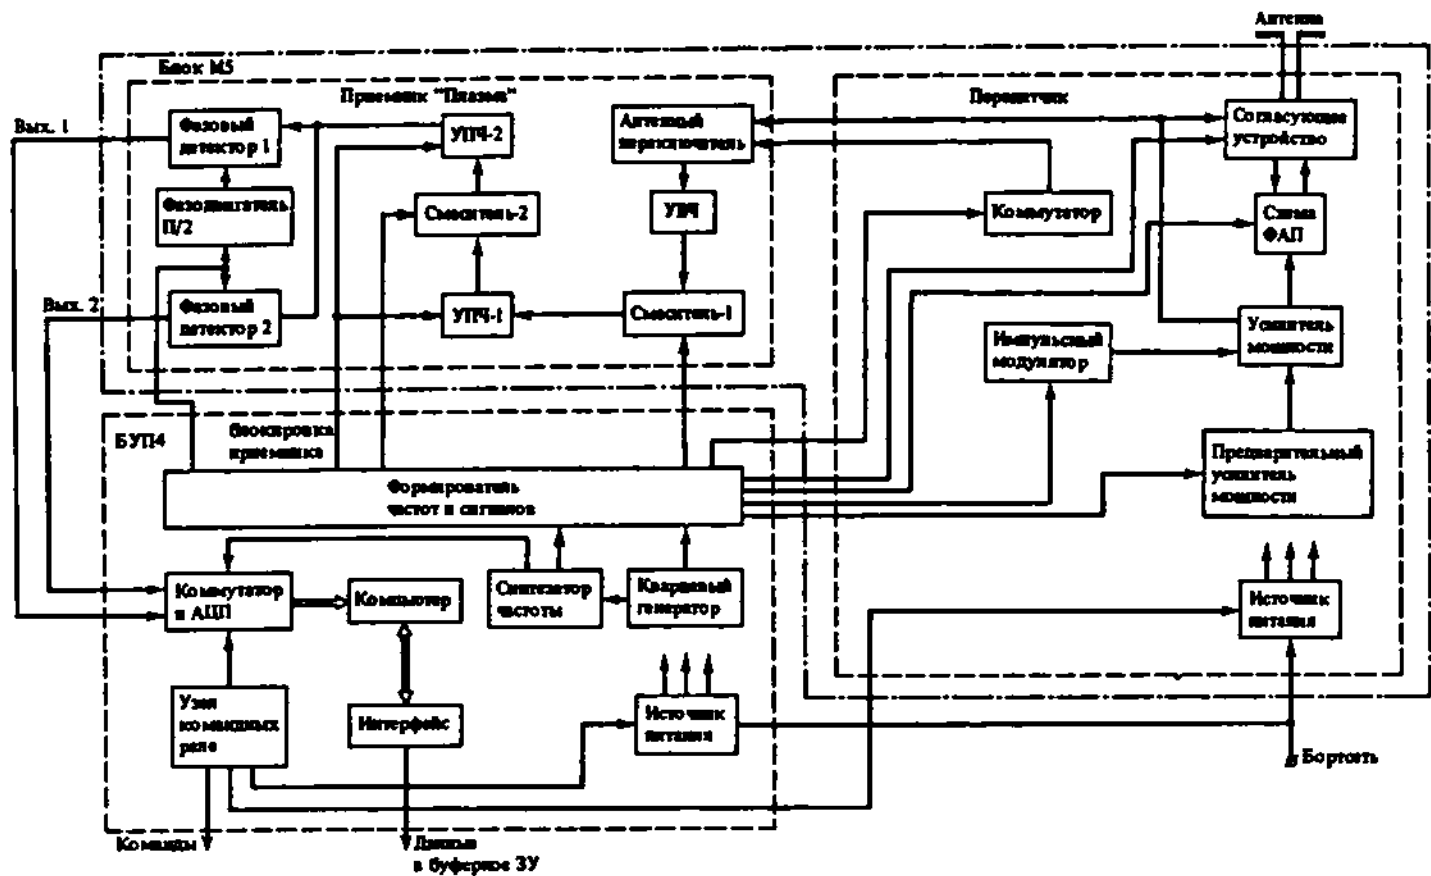 Антенна
Блок М5
Приемник "Плазма"
Передатчик
Вых. 1
Фазовый
детектор 1
УПЧ-2
Антенный
переключатель
Согласующее
устройство
Фазодвигатель
П/2
Смеситель-2
УВЧ
Коммутатор
Схема
ФАП
Вых. 2
Фазовый
детектор 2
УПЧ-1
Смеситель-1
Импульсный
модулятор
Усилитель
мощности
БУП4
блокировка
приемника
Предварительный
усилитель
мощности
Формирователь
частот и сигналов
Коммутатор
и АЦП
Компьютер
Синтезатор
частоты
Кварцевый
генератор
Источник
питания
Узел
командных
реле
Интерфейс
Источник
питания
Бортсеть
Команды
Данные
в буферное ЗУ